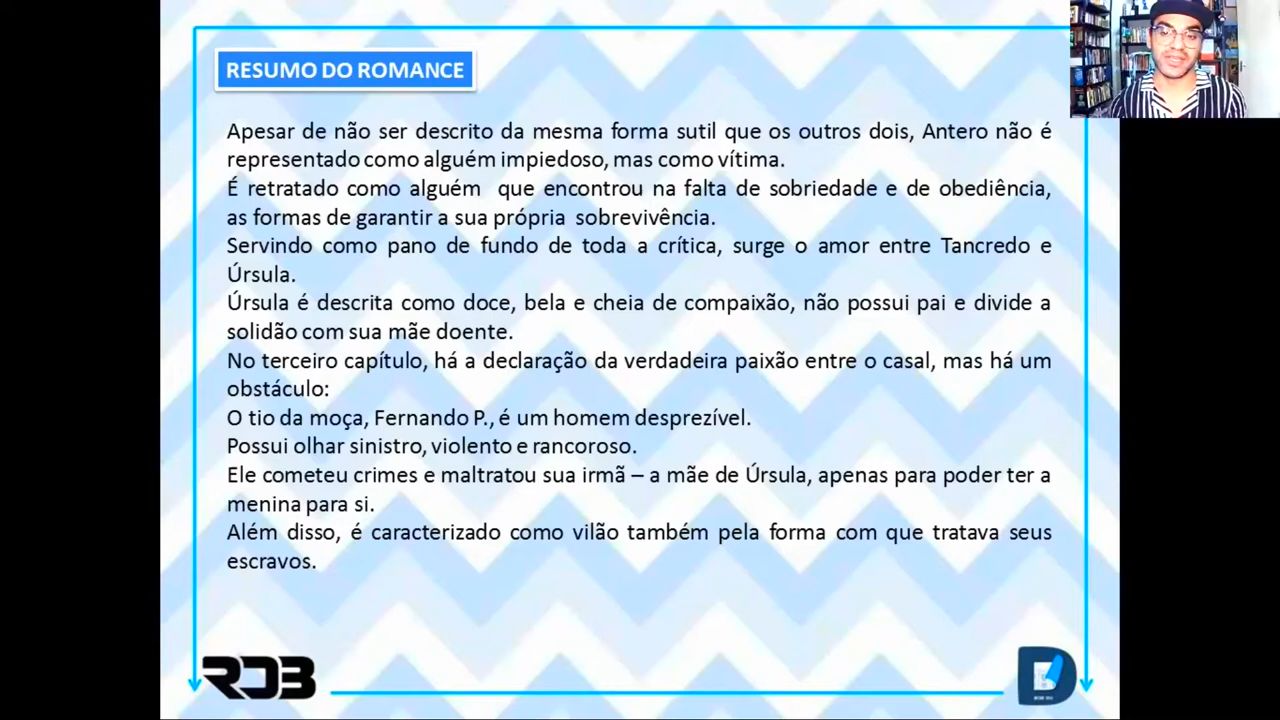 RESUMO DO ROMANCE
Apesar de não ser descrito da mesma forma sutil que os outros dois, Antero não é
representado como alguém impiedoso, mas como vítima.
É retratado como alguém que encontrou na falta de sobriedade e de obediência,
as formas de garantir a sua própria sobrevivência.
Servindo como pano de fundo de toda a crítica, surge o amor entre Tancredo e
Úrsula.
Úrsula é descrita como doce, bela e cheia de compaixão, não possui pai e divide a
solidão com sua mãe doente.
No terceiro capítulo, há a declaração da verdadeira paixão entre o casal, mas há um
obstáculo:
O tio da moça, Fernando P., é um homem desprezível.
Possui olhar sinistro, violento e rancoroso.
Ele cometeu crimes e maltratou sua irmã – a mãe de Úrsula, apenas para poder ter a
menina para si.
Além disso, é caracterizado como vilão também pela forma com que tratava seus
escravos.
RDB
D